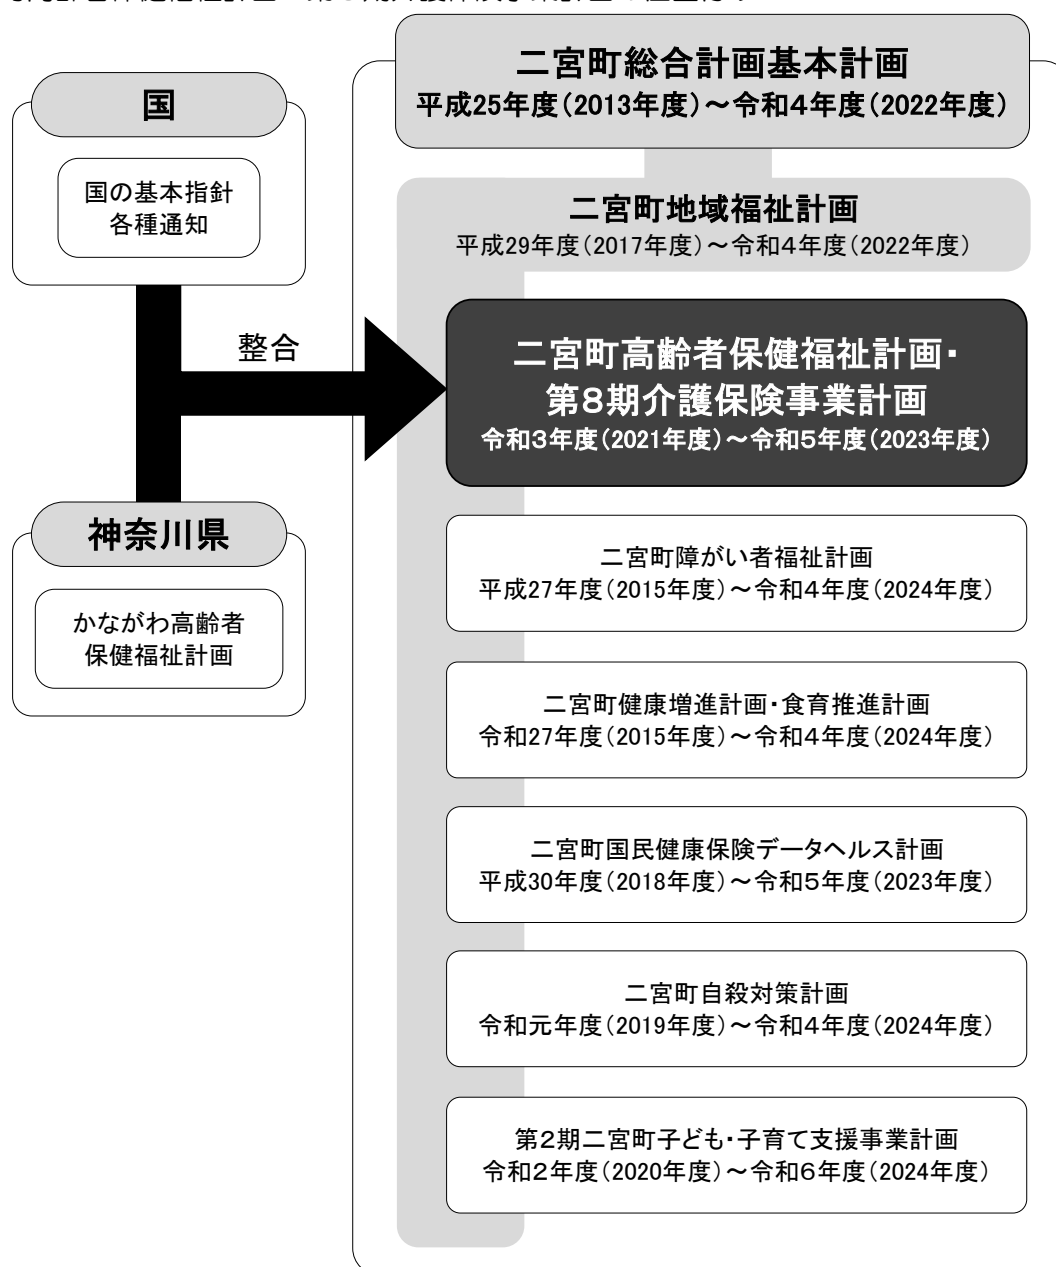 二宮町総合計画基本計画
平成25年度(2013年度)～令和4年度(2022年度)
国
国の基本指針
各種通知
二宮町地域福祉計画
平成29年度(2017年度)～令和4年度(2022年度)
整合
二宮町高齢者保健福祉計画・
第8期介護保険事業計画
令和3年度(2021年度)～令和5年度(2023年度)
神奈川県
かながわ高齢者
保健福祉計画
二宮町障がい者福祉計画
平成27年度(2015年度)～令和4年度(2024年度)
二宮町健康増進計画・食育推進計画
令和27年度(2015年度)～令和4年度(2024年度)
二宮町国民健康保険データヘルス計画
平成30年度(2018年度)～令和5年度(2023年度)
二宮町自殺対策計画
令和元年度(2019年度)～令和4年度(2024年度)
第2期二宮町子ども・子育て支援事業計画
令和2年度(2020年度)～令和6年度(2024年度)